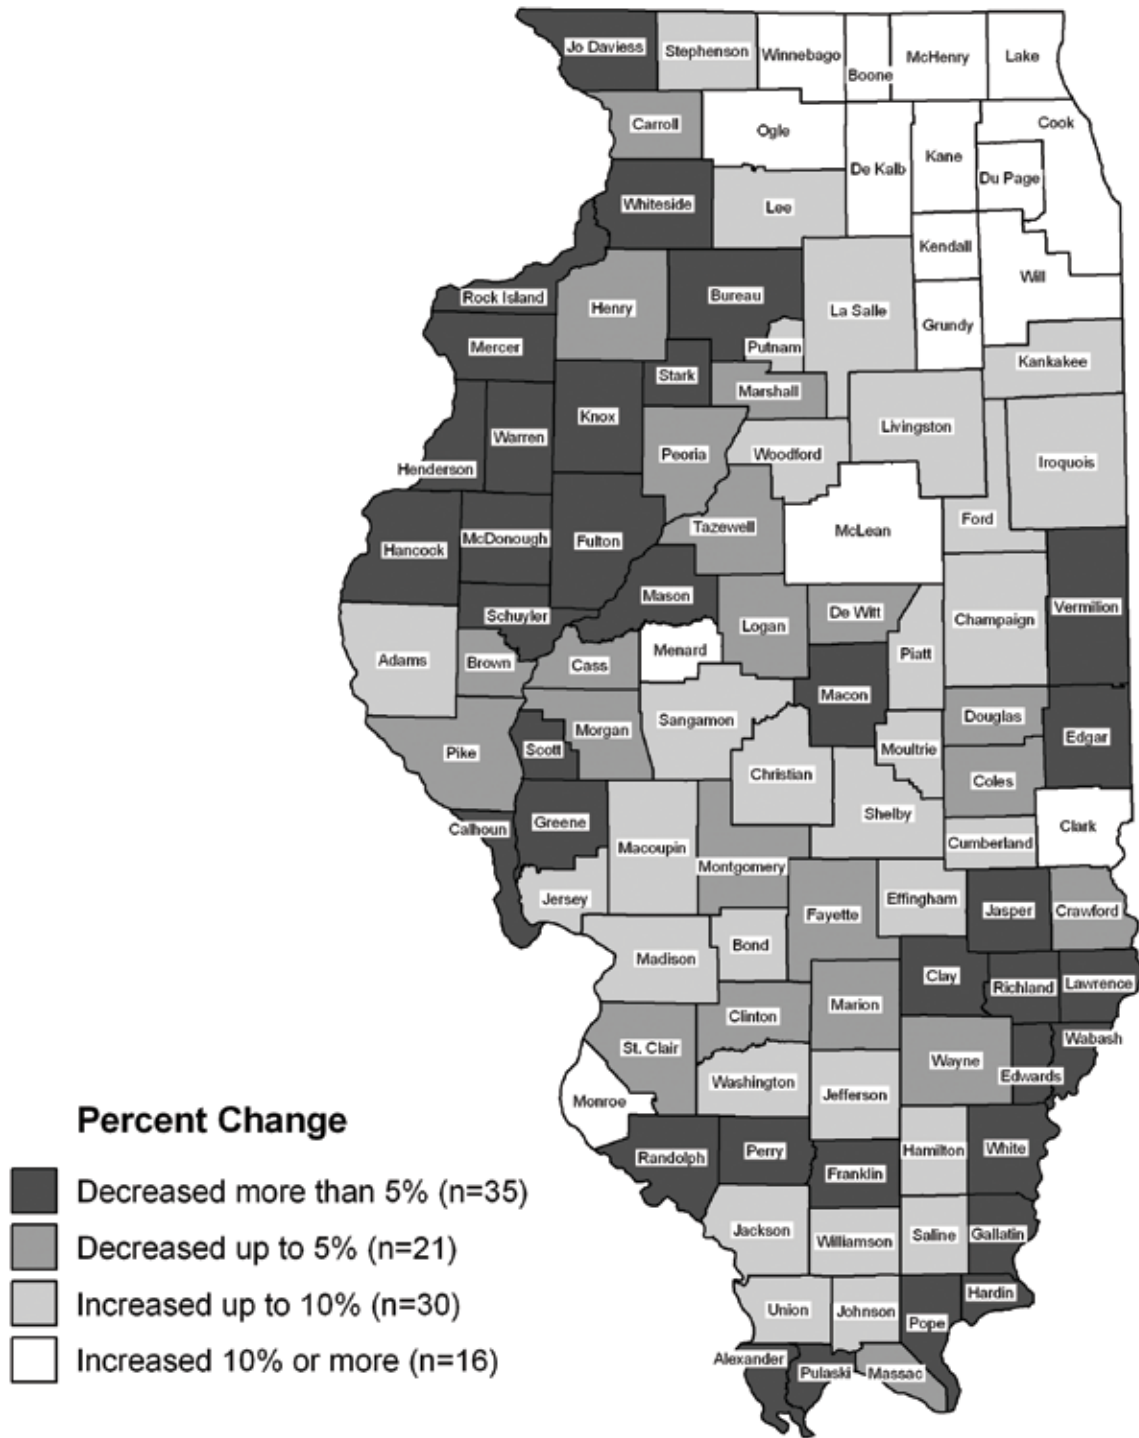 Jo Daviess
Stephenson
Winnebago
Boone
McHenry
Lake
Carroll
Ogle
De Kalb
Kane
Cook
Du Page
Whiteside
Lee
Kendall
Will
Rock Island
Henry
Bureau
La Salle
Grundy
Mercer
Putnam
Kankakee
Stark
Marshall
Knox
Warren
Henderson
Peoria
Woodford
Livingston
Iroquois
Hancock
McDonough
Fulton
Tazewell
McLean
Ford
Mason
Schuyler
Logan
De Witt
Champaign
Vermilion
Adams
Brown
Cass
Menard
Piatt
Macon
Sangamon
Douglas
Pike
Scott
Morgan
Moultrie
Edgar
Christian
Coles
Shelby
Calhoun
Greene
Macoupin
Montgomery
Cumberland
Clark
Jersey
Fayette
Effingham
Jasper
Crawford
Madison
Bond
Clay
Richland
Lawrence
Clinton
Marion
St. Clair
Wayne
Edwards
Wabash
Washington
Jefferson
Monroe
Randolph
Perry
Franklin
Hamilton
White
Jackson
Williamson
Saline
Gallatin
Union
Johnson
Pope
Hardin
Alexander
Pulaski
Massac
Percent Change
Decreased more than 5% (n=35)
Decreased up to 5% (n=21)
Increased up to 10% (n=30)
Increased 10% or more (n=16)